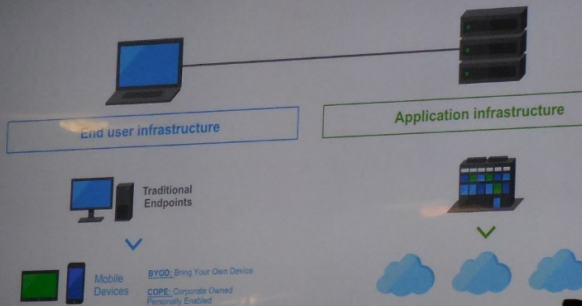 End user infrastructure
Application infrastructure
Traditional
Endpoints
Mobile
Devices
BYOD: Bring Your Own Device
COPE: Corporate Owned
Personally Enabled